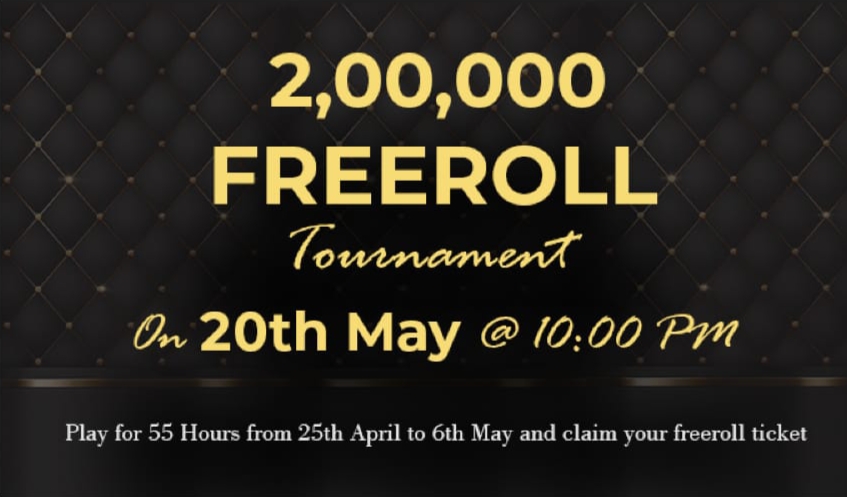 2,00,000
FREEROLL
Tournament
On 20th May @ 10:00 PM
Play for 55 Hours from 25th April to 6th May and claim your freeroll ticket